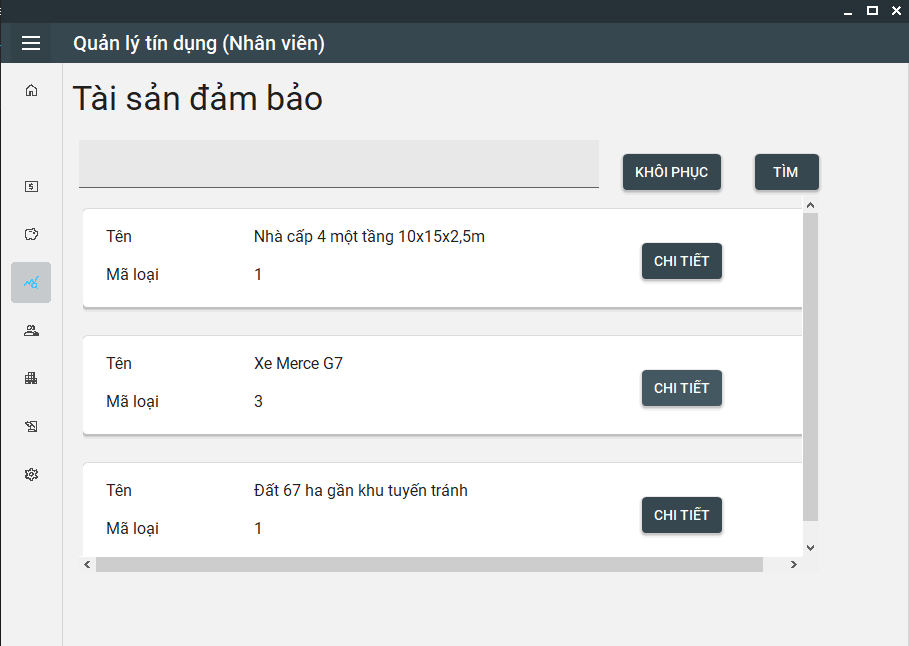 Quản lý tín dụng (Nhân viên)
Tài sản đảm bảo
KHÔI PHỤC
TÌM
Tên Nhà cấp 4 một tầng 10x15x2,5m
Mã loại 1
CHI TIẾT
Tên Xe Merce G7
Mã loại 3
CHI TIẾT
Tên Đất 67 ha gần khu tuyến tránh
Mã loại 1
CHI TIẾT